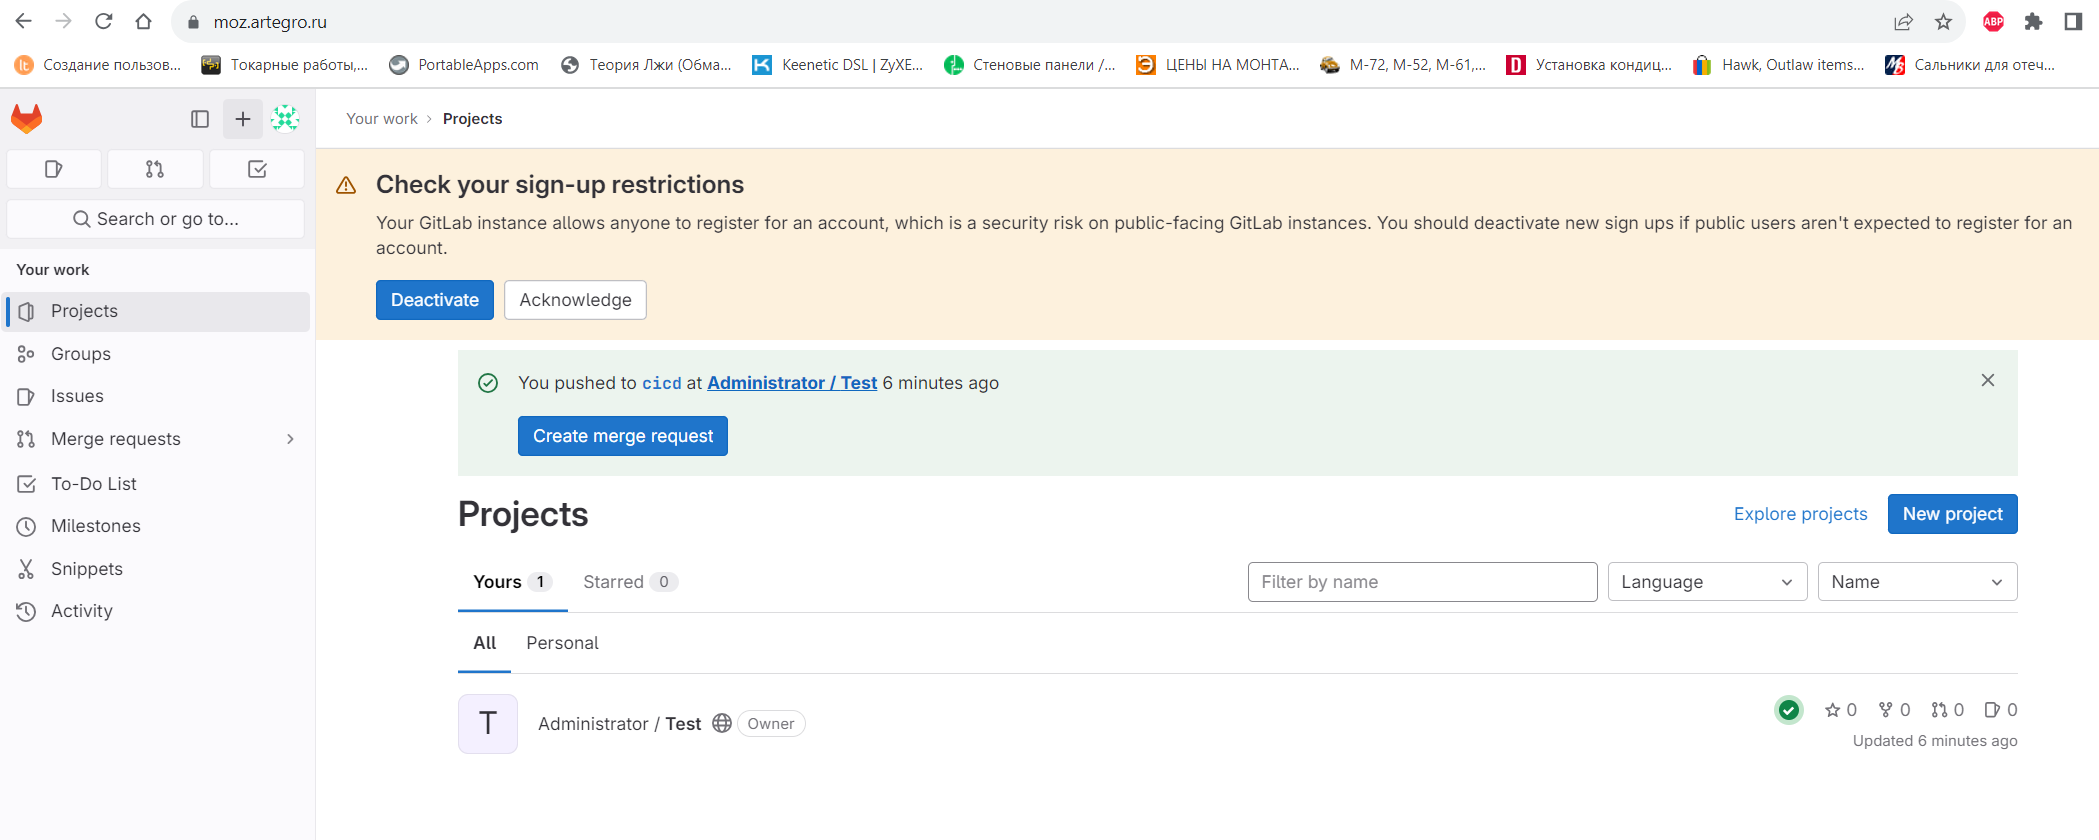 moz.artegro.ru
ABP
lt Создание пользов... Токарные работы,... PortableApps.com Теория Лжи (Обма... Keenetic DSL | ZyXE... Стеновые панели /... ЦЕНЫ НА МОНТА... М-72, М-52, М-61,... D Установка кондиц... Hawk, Outlaw items... Сальники для отеч...
Your work › Projects
Check your sign-up restrictions
Your GitLab instance allows anyone to register for an account, which is a security risk on public-facing GitLab instances. You should deactivate new sign ups if public users aren't expected to register for an
account.
Deactivate Acknowledge
Search or go to...
Your work
Projects
Groups
Issues
Merge requests
To-Do List
Milestones
Snippets
Activity
You pushed to cicd at Administrator / Test 6 minutes ago
Create merge request
Projects
Explore projects New project
Yours 1 Starred 0 Filter by name Language Name
All Personal
T Administrator / Test Owner 0 0 0 0
Updated 6 minutes ago